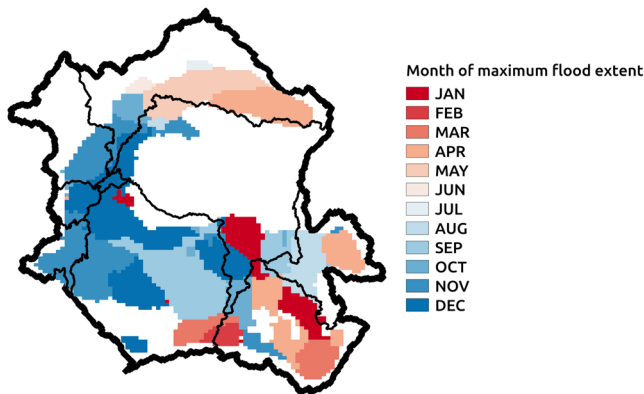 Month of maximum flood extent
JAN
FEB
MAR
APR
MAY
JUN
JUL
AUG
SEP
OCT
NOV
DEC